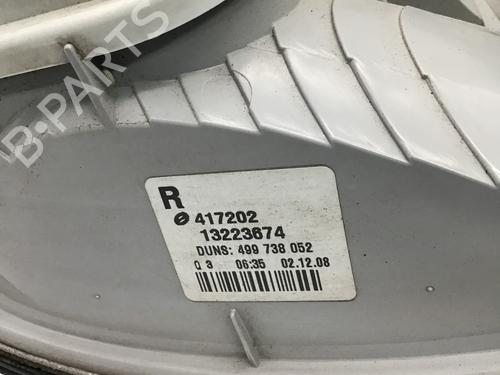 B-PARTS
R
417202
13223674
DUNS: 499 738 052
Q 3 06:35 02.12.08